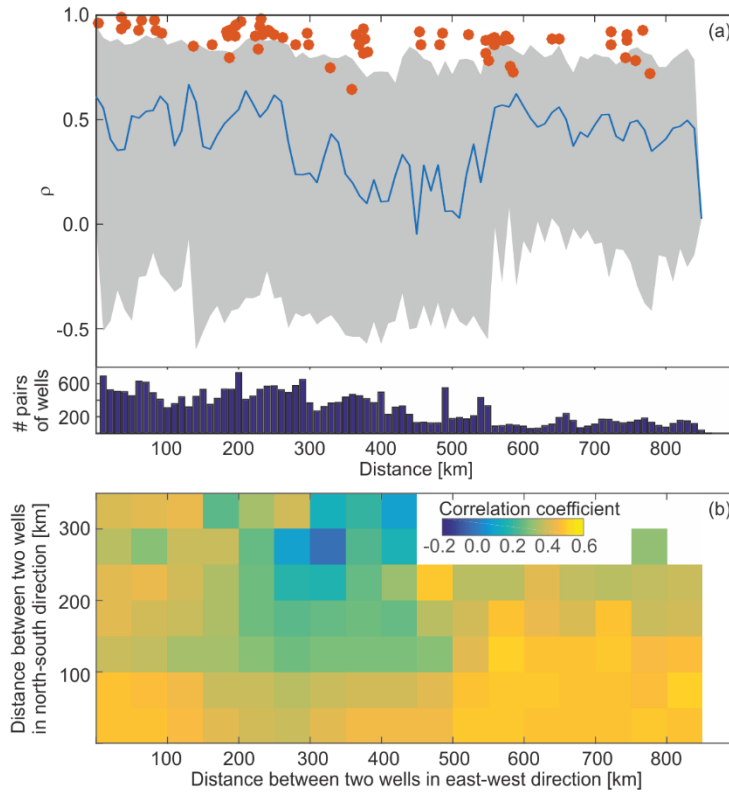 (a)
1.0
0.5
0.0
-0.5
ρ
600
200
# pairs
of wells
100 200 300 400 500 600 700 800
Distance [km]
(b)
Correlation coefficient
-0.2 0.0 0.2 0.4 0.6
300
200
100
Distance between two wells
in north-south direction [km]
100 200 300 400 500 600 700 800
Distance between two wells in east-west direction [km]